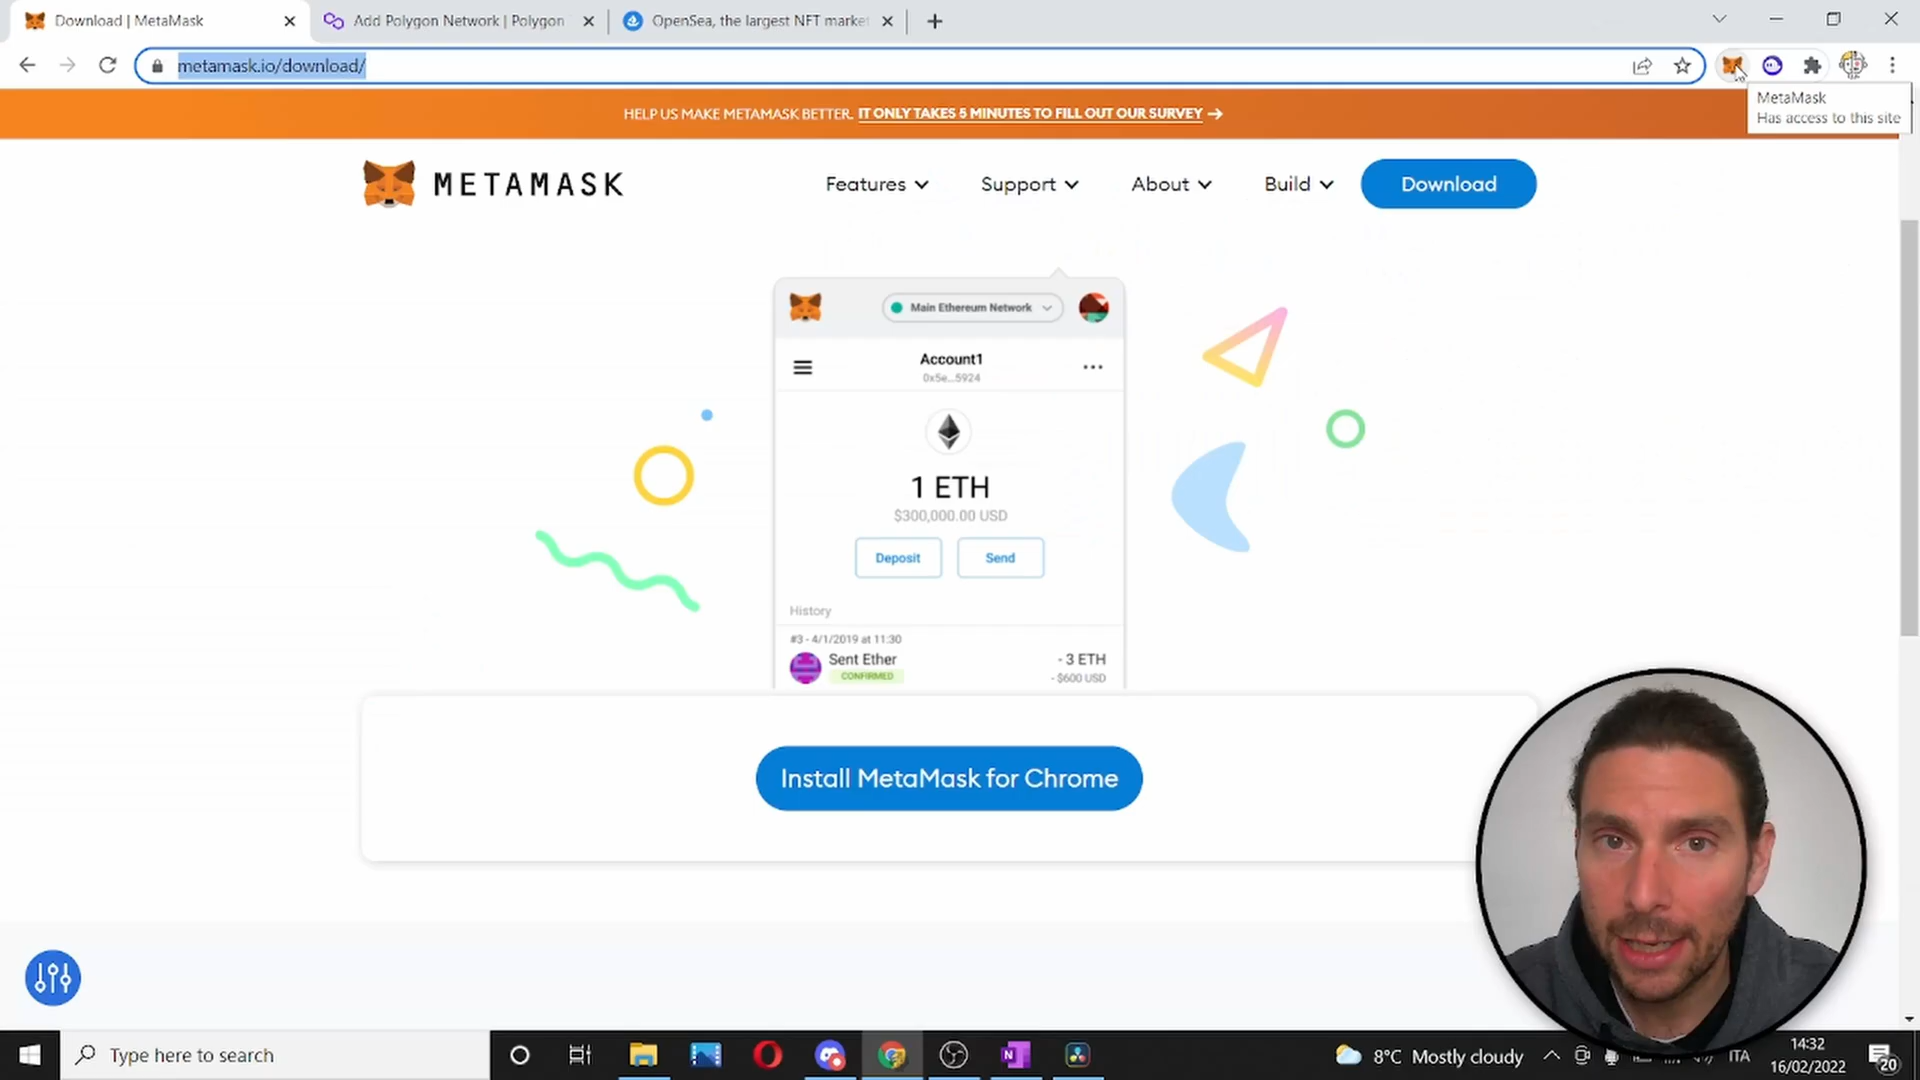 Download | MetaMask
Add Polygon Network | Polygon
OpenSea, the largest NFT market
metamask.io/download/
MetaMask
Has access to this site
HELP US MAKE METAMASK BETTER. IT ONLY TAKES 5 MINUTES TO FILL OUT OUR SURVEY →
METAMASK
Features
Support
About
Build
Download
Main Ethereum Network
Account1
0x5e...5924
1 ETH
$300,000.00 USD
Deposit
Send
History
#3 - 4/1/2019 at 11:30
Sent Ether
- 3 ETH
CONFIRMED
- $600 USD
Install MetaMask for Chrome
Type here to search
N
8°C Mostly cloudy
ITA
14:32
16/02/2022
20